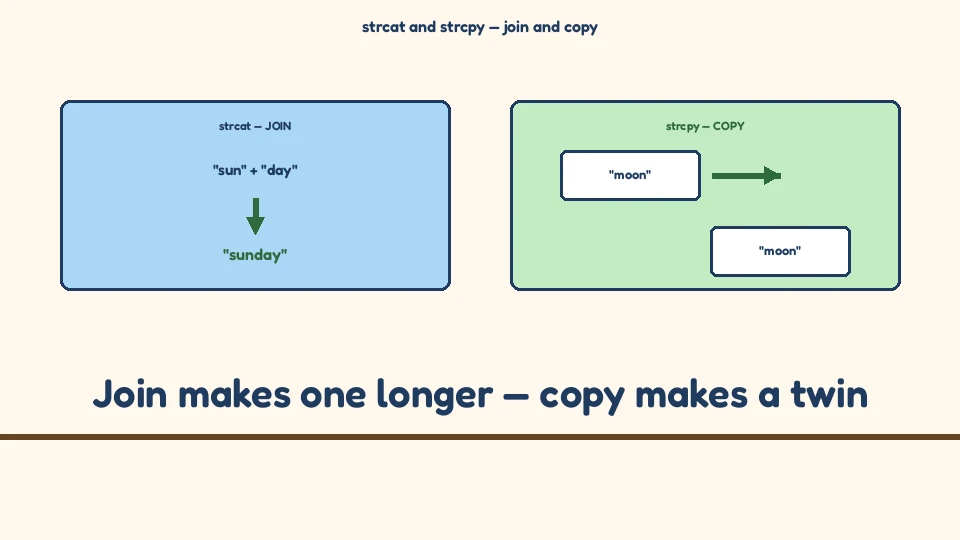 strcat and strcpy — join and copy
strcat — JOIN
"sun" + "day"
"sunday"
strcpy — COPY
"moon"
"moon"
Join makes one longer — copy makes a twin